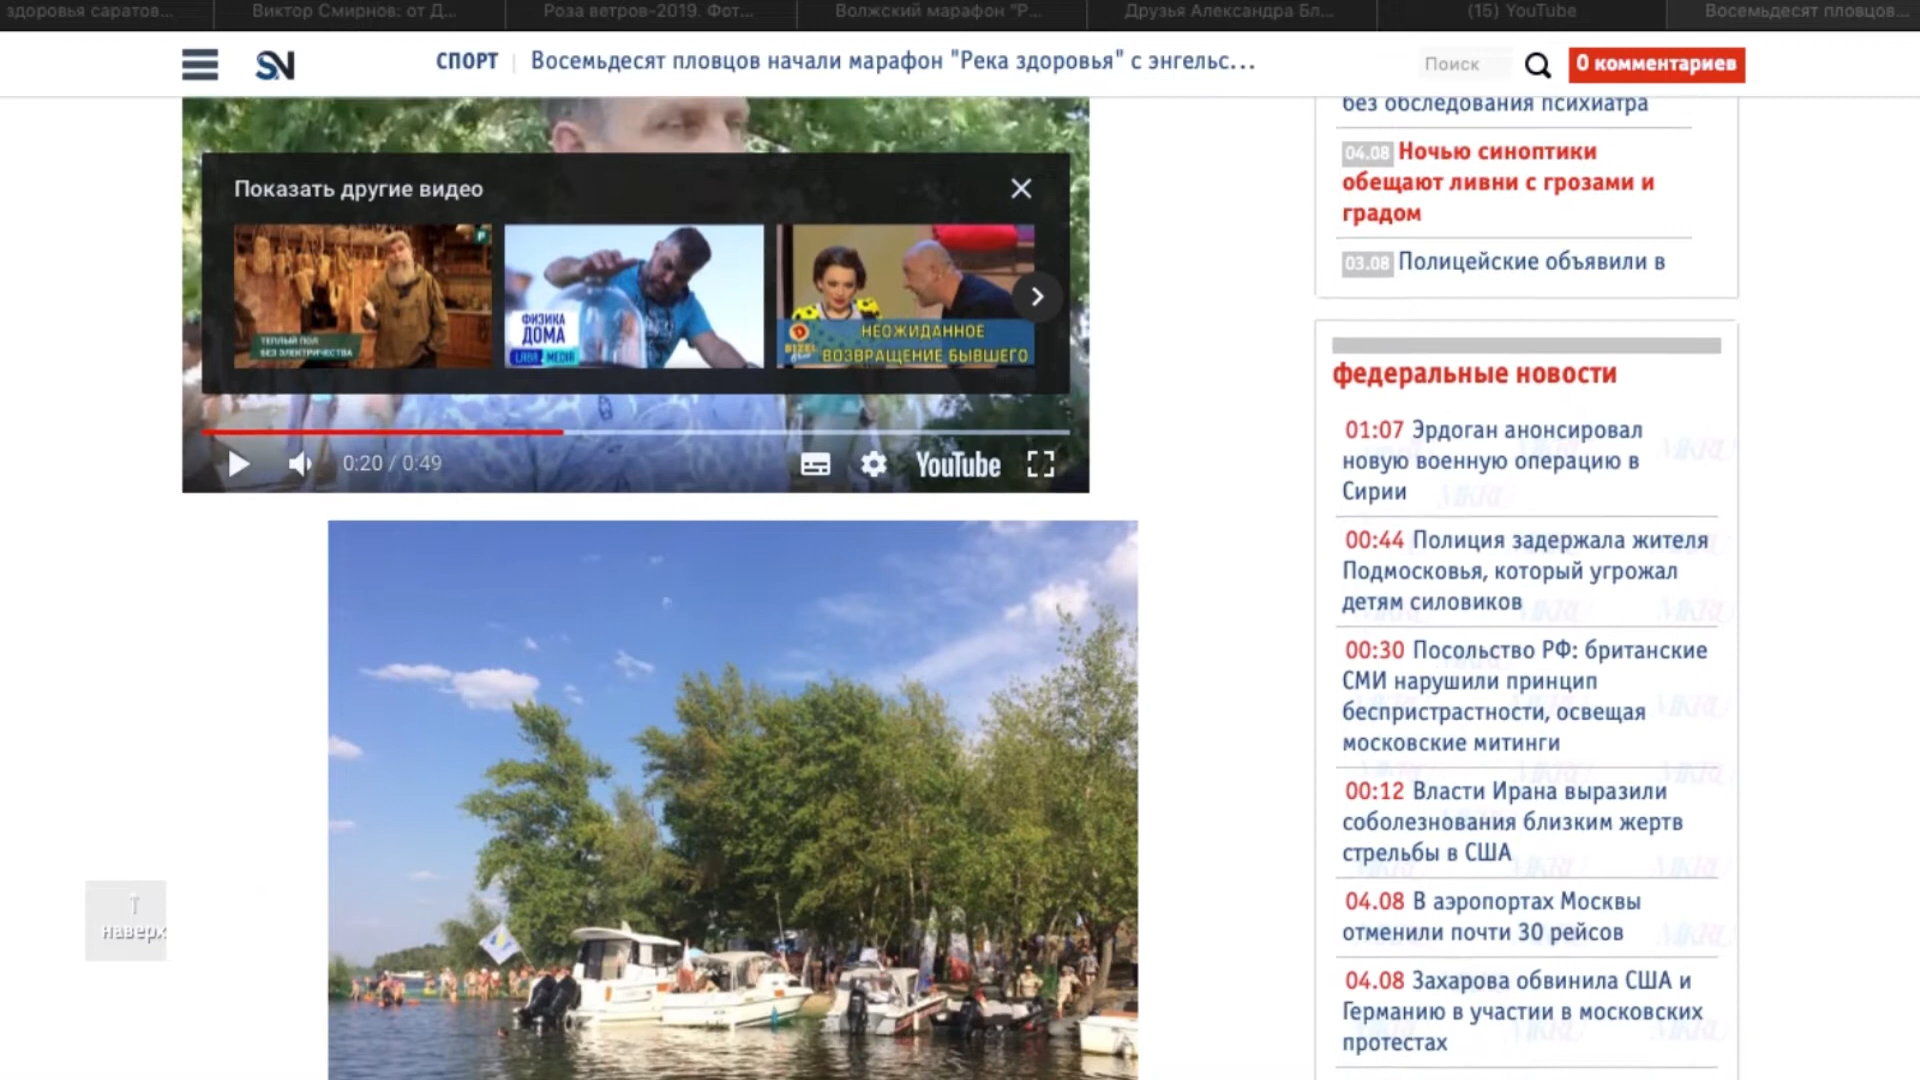 здоровья саратов...
Виктор Смирнов: от Д...
Роза ветров-2019. Фот...
Волжский марафон "Р...
Друзья Александра Бл...
(15) YouTube
Восемьдесят пловцов...
SN
СПОРТ
Восемьдесят пловцов начали марафон "Река здоровья" с энгельс...
Поиск
0 комментариев
Показать другие видео
ТЕПЛЫЙ ПОЛ
БЕЗ ЭЛЕКТРИЧЕСТВА
ФИЗИКА
ДОМА
LABA MEDIA
НЕОЖИДАННОЕ
ВОЗВРАЩЕНИЕ БЫВШЕГО
0:20 / 0:49
YouTube
наверх
без обследования психиатра
04.08 Ночью синоптики
обещают ливни с грозами и
градом
03.08 Полицейские объявили в
федеральные новости
01:07 Эрдоган анонсировал
новую военную операцию в
Сирии
00:44 Полиция задержала жителя
Подмосковья, который угрожал
детям силовиков
00:30 Посольство РФ: британские
СМИ нарушили принцип
беспристрастности, освещая
московские митинги
00:12 Власти Ирана выразили
соболезнования близким жертв
стрельбы в США
04.08 В аэропортах Москвы
отменили почти 30 рейсов
04.08 Захарова обвинила США и
Германию в участии в московских
протестах